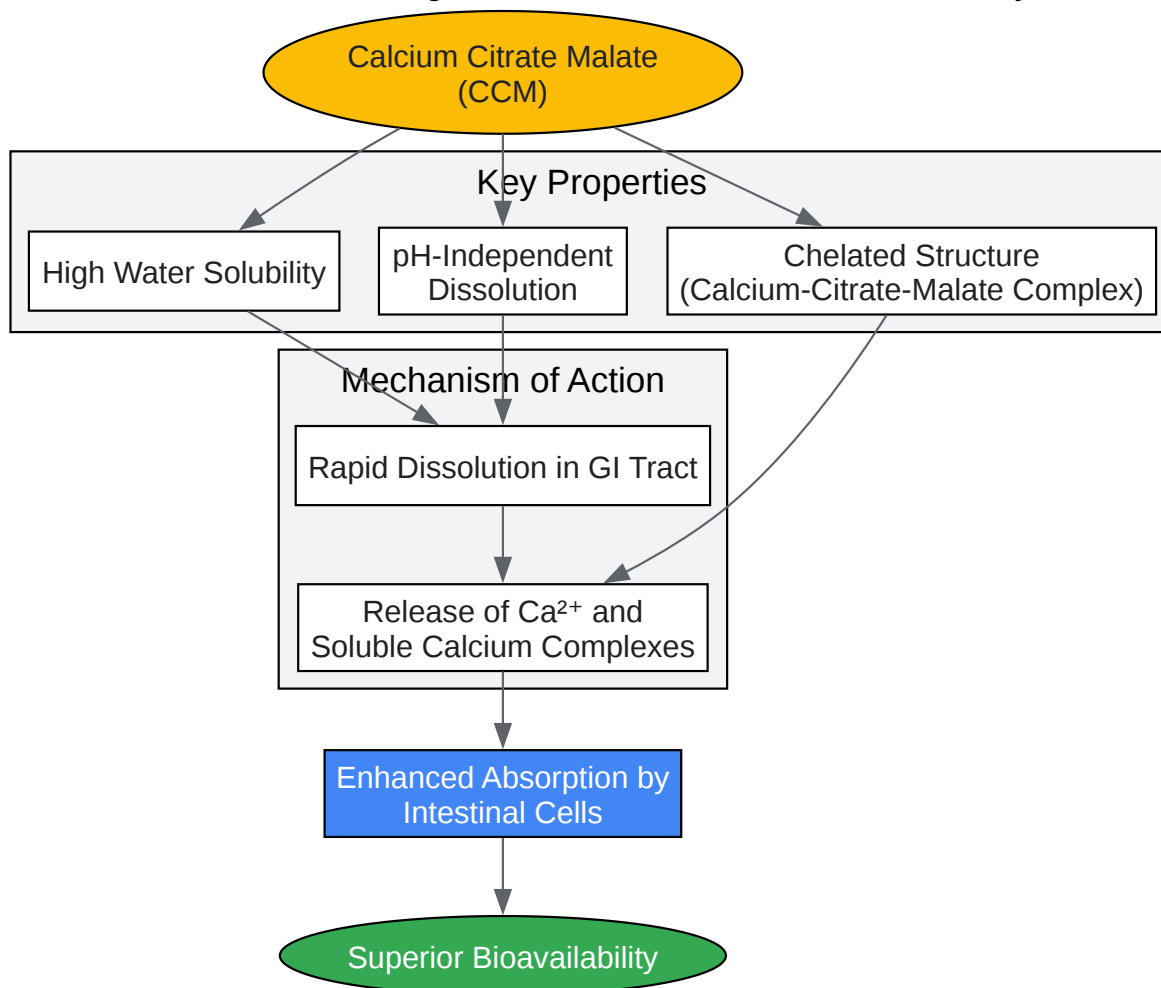 Calcium Citrate Malate
(CCM)
Key Properties
High Water Solubility
pH-Independent
Dissolution
Chelated Structure
(Calcium-Citrate-Malate Complex)
Mechanism of Action
Rapid Dissolution in GI Tract
Release of Ca²⁺ and
Soluble Calcium Complexes
Enhanced Absorption by
Intestinal Cells
Superior Bioavailability